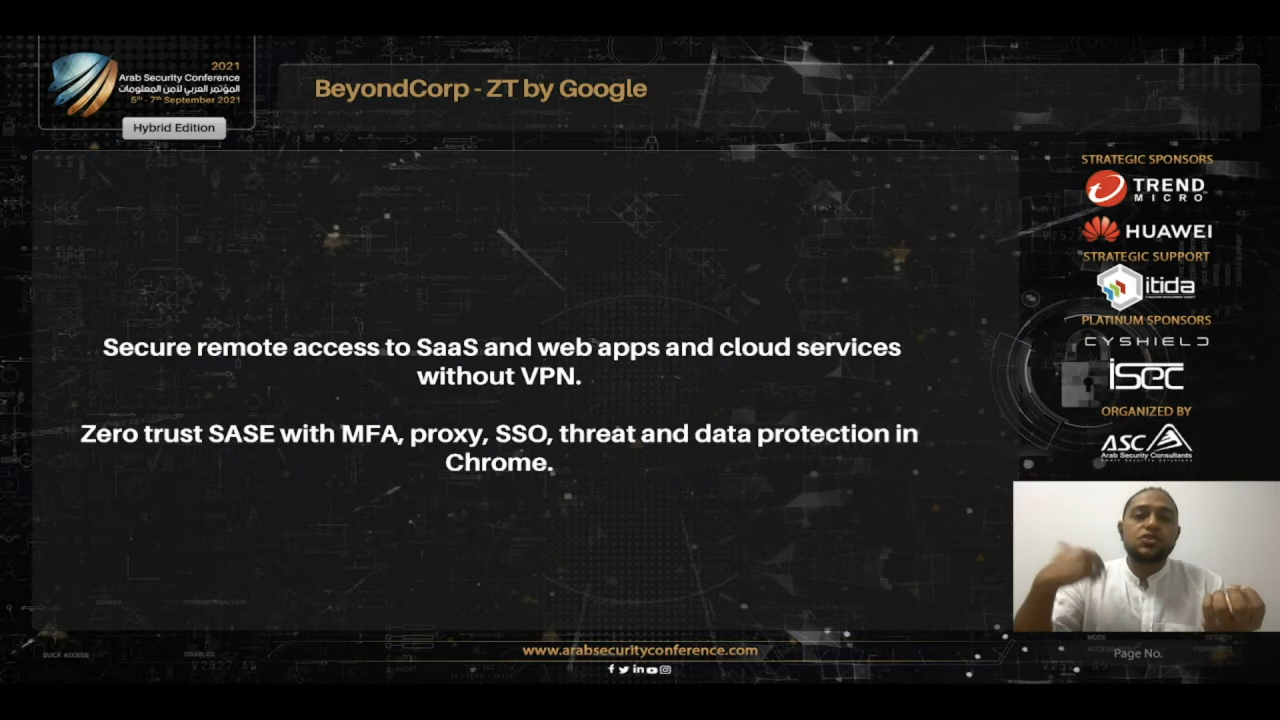 2021
Arab Security Conference
المؤتمر العربي لأمن المعلومات
5th - 7th September 2021
Hybrid Edition
BeyondCorp - ZT by Google
Secure remote access to SaaS and web apps and cloud services
without VPN.
Zero trust SASE with MFA, proxy, SSO, threat and data protection in
Chrome.
STRATEGIC SPONSORS
TREND
MICRO
HUAWEI
STRATEGIC SUPPORT
itida
PLATINUM SPONSORS
CYSHIELD
isec
ORGANIZED BY
ASC
Arab Security Consultants
www.arabsecurityconference.com
Page No.
QUICK ACCESS